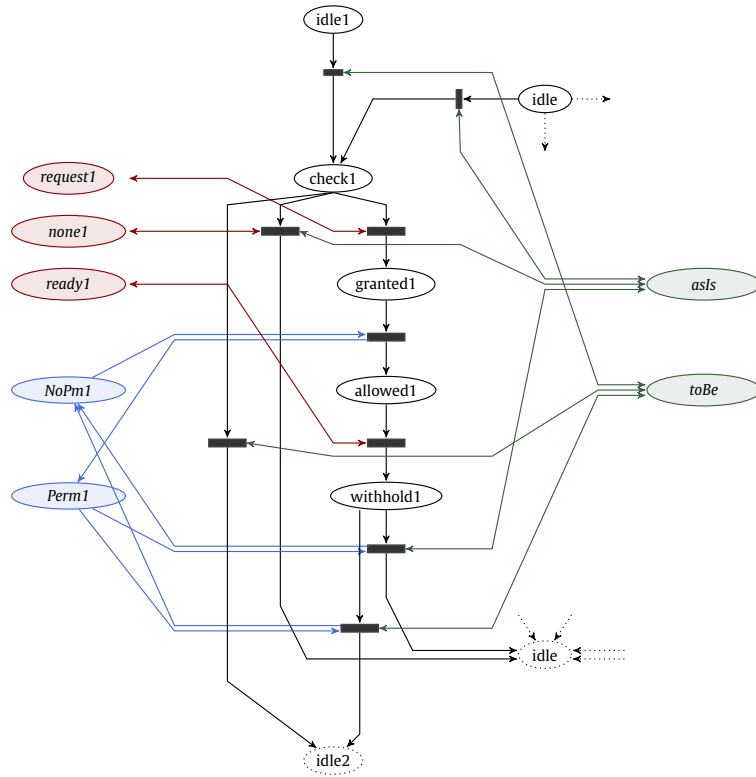 idle1
idle
request1
check1
none1
ready1
granted1
asIs
NoPm1
allowed1
toBe
Perm1
withhold1
idle
idle2